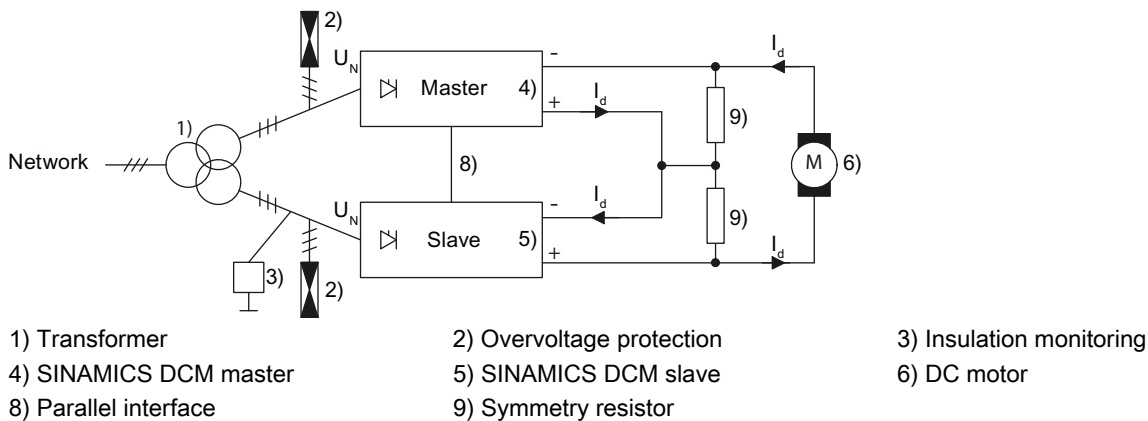 2)
U_N
-
I_d
Master
4)
+
I_d
9)
1)
Network
8)
M
6)
I_d
-
U_N
9)
Slave
5)
+
I_d
3)
2)
1) Transformer
2) Overvoltage protection
3) Insulation monitoring
4) SINAMICS DCM master
5) SINAMICS DCM slave
6) DC motor
8) Parallel interface
9) Symmetry resistor